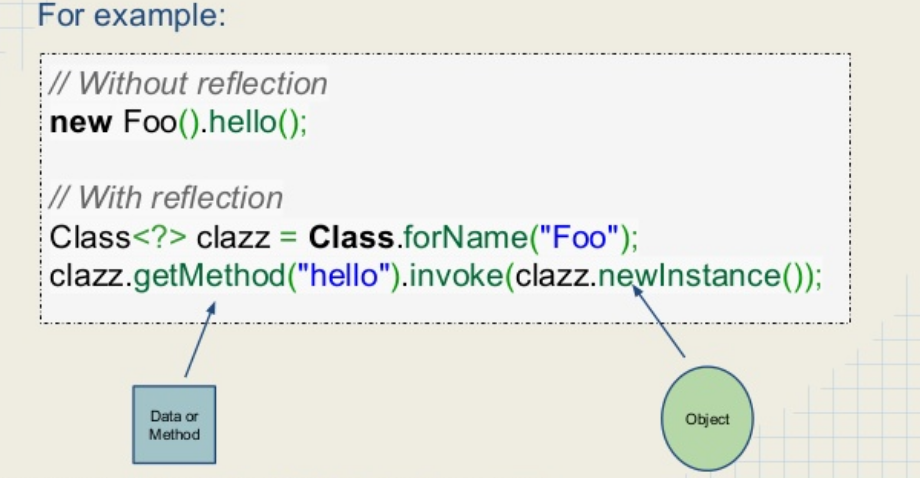 For example:
// Without reflection
new Foo().hello();
// With reflection
Class<?> clazz = Class.forName("Foo");
clazz.getMethod("hello").invoke(clazz.newInstance());
Data or
Method
Object